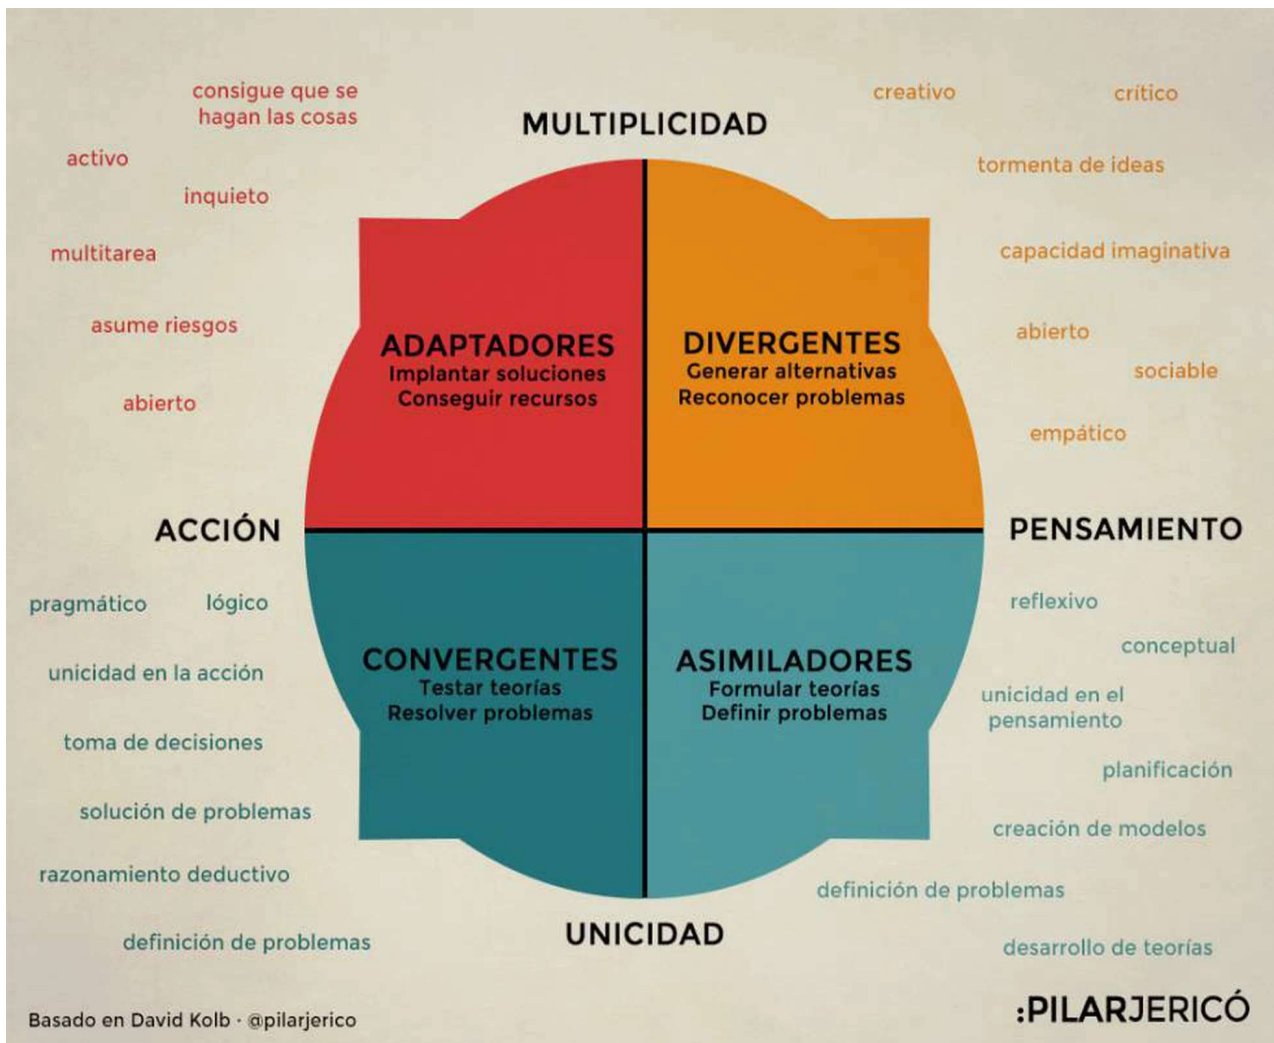 consigue que se
hagan las cosas
activo
inquieto
multitarea
asume riesgos
abierto
MULTIPLICIDAD
creativo
crítico
tormenta de ideas
capacidad imaginativa
abierto
sociable
empático
ADAPTADORES
Implantar soluciones
Conseguir recursos
DIVERGENTES
Generar alternativas
Reconocer problemas
ACCIÓN
PENSAMIENTO
pragmático
lógico
unicidad en la acción
toma de decisiones
solución de problemas
razonamiento deductivo
definición de problemas
CONVERGENTES
Testar teorías
Resolver problemas
ASIMILADORES
Formular teorías
Definir problemas
reflexivo
conceptual
unicidad en el
pensamiento
planificación
creación de modelos
definición de problemas
desarrollo de teorías
UNICIDAD
Basado en David Kolb · @pilarjerico
:PILARJERICÓ